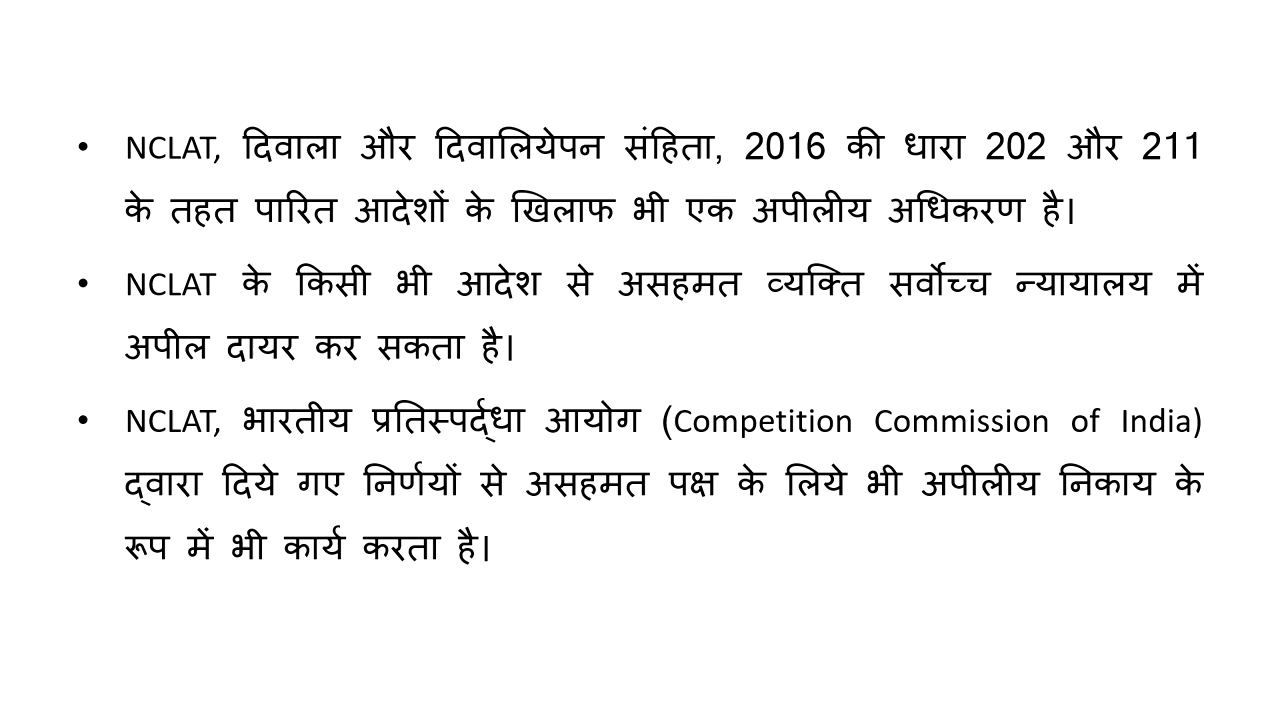 • NCLAT, दिवाला और दिवालियेपन संहिता, 2016 की धारा 202 और 211
के तहत पारित आदेशों के खिलाफ भी एक अपीलीय अधिकरण है।
• NCLAT के किसी भी आदेश से असहमत व्यक्ति सर्वोच्च न्यायालय में
अपील दायर कर सकता है।
• NCLAT, भारतीय प्रतिस्पर्द्धा आयोग (Competition Commission of India)
द्वारा दिये गए निर्णयों से असहमत पक्ष के लिये भी अपीलीय निकाय के
रूप में भी कार्य करता है।